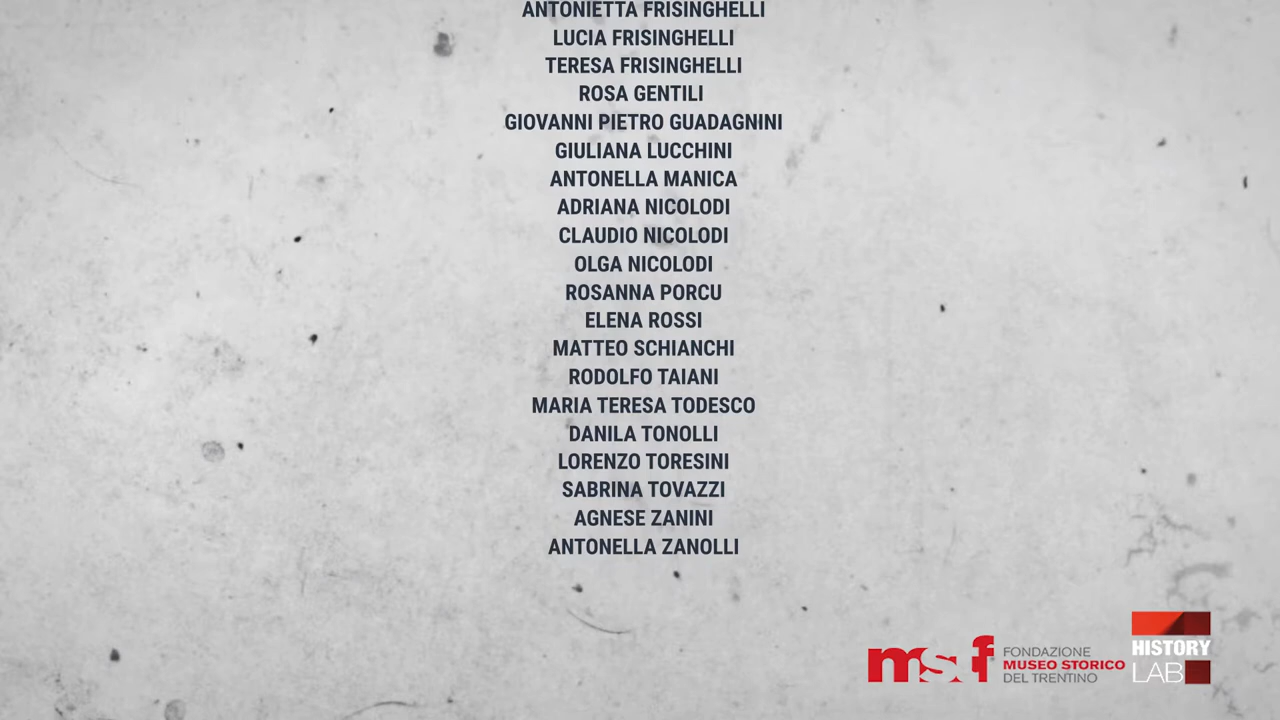 ANTONIETTA FRISINGHELLI
LUCIA FRISINGHELLI
TERESA FRISINGHELLI
ROSA GENTILI
GIOVANNI PIETRO GUADAGNINI
GIULIANA LUCCHINI
ANTONELLA MANICA
ADRIANA NICOLODI
CLAUDIO NICOLODI
OLGA NICOLODI
ROSANNA PORCU
ELENA ROSSI
MATTEO SCHIANCHI
RODOLFO TAIANI
MARIA TERESA TODESCO
DANILA TONOLLI
LORENZO TORESINI
SABRINA TOVAZZI
AGNESE ZANINI
ANTONELLA ZANOLLI
mstf
FONDAZIONE
MUSEO STORICO
DEL TRENTINO
HISTORY
LAB